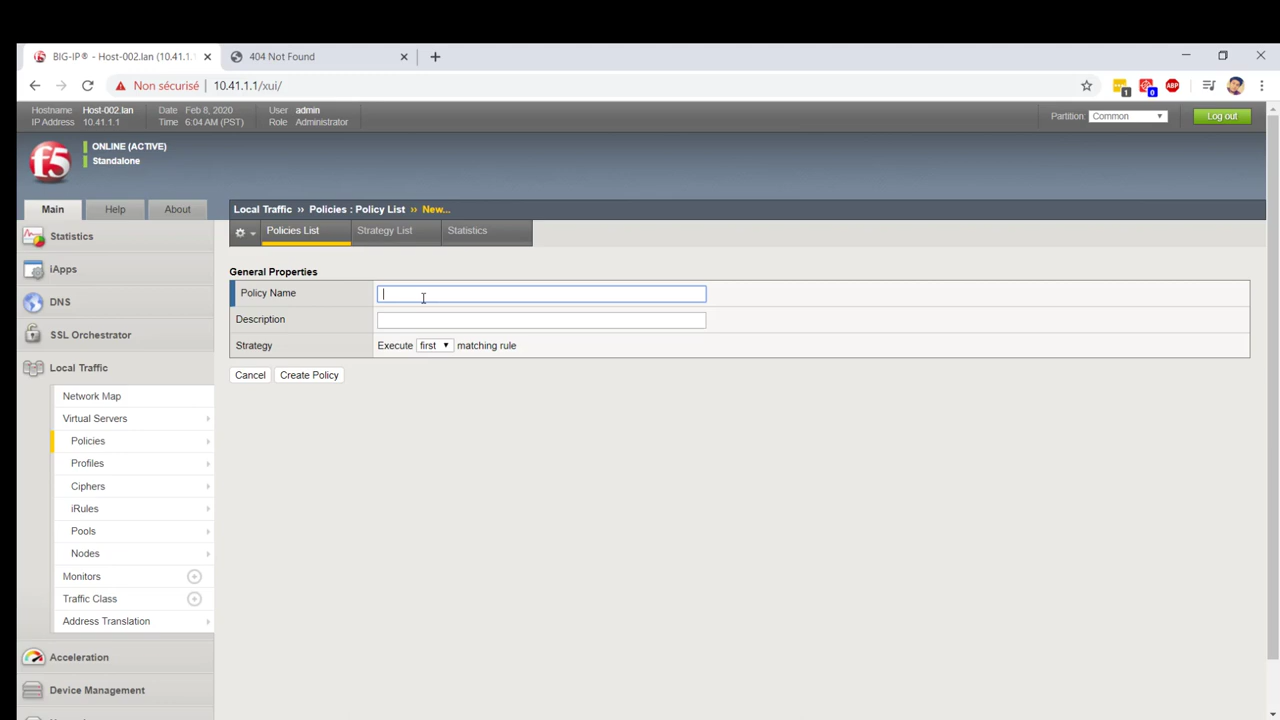 BIG-IP® - Host-002.lan (10.41.1.1
404 Not Found
Non sécurisé
10.41.1.1/xui/
1
0
ABP
Hostname Host-002.lan Date Feb 8, 2020 User admin
IP Address 10.41.1.1 Time 6:04 AM (PST) Role Administrator
Partition: Common
Log out
f5
ONLINE (ACTIVE)
Standalone
Main
Help
About
Local Traffic ›› Policies : Policy List ›› New...
Policies List
Strategy List
Statistics
Statistics
iApps
DNS
SSL Orchestrator
Local Traffic
Network Map
Virtual Servers
Policies
Profiles
Ciphers
iRules
Pools
Nodes
Monitors
Traffic Class
Address Translation
Acceleration
Device Management
General Properties
Policy Name
Description
Strategy Execute first matching rule
Cancel Create Policy